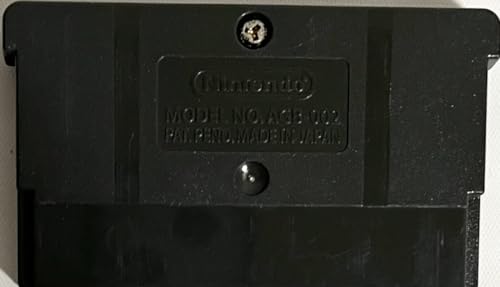 Nintendo
MODEL NO. AGB-002
PAT.PEND. MADE IN JAPAN